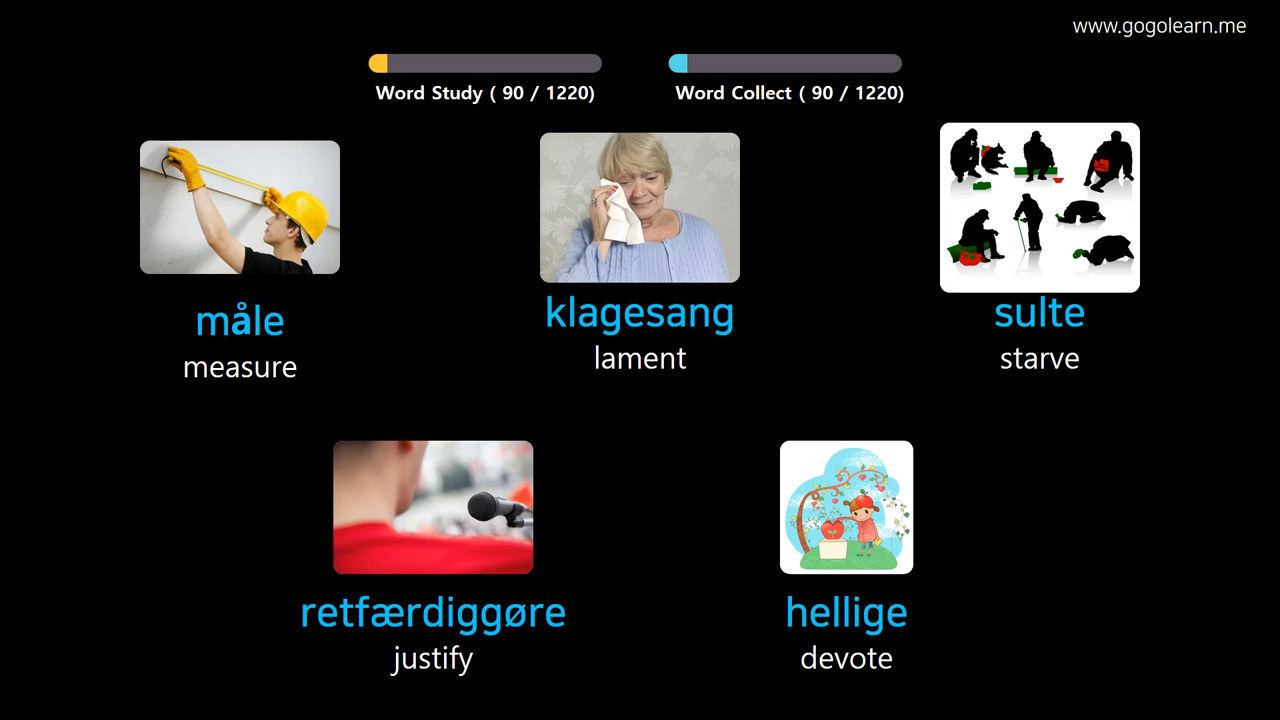 www.gogolearn.me
Word Study ( 90 / 1220)
Word Collect ( 90 / 1220)
måle
measure
klagesang
lament
sulte
starve
retfærdiggøre
justify
hellige
devote